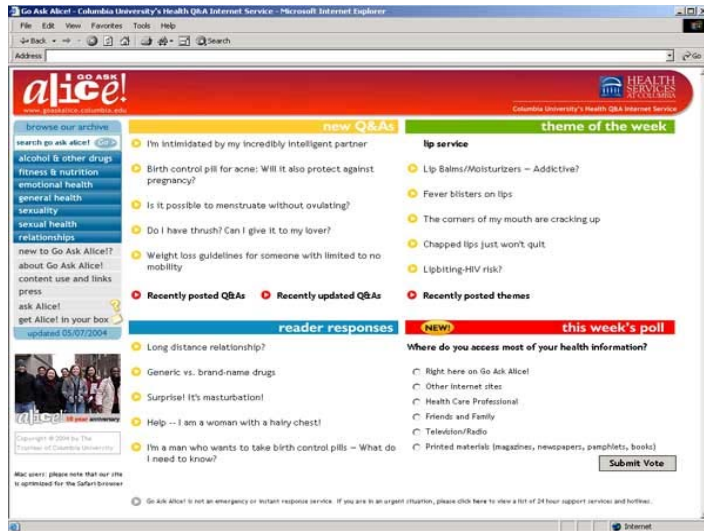 Go Ask Alice! - Columbia University's Health Q&A Internet Service - Microsoft Internet Explorer
File Edit View Favorites Tools Help
Back Search
Address Go
GO ASK
alice!
www.goaskalice.columbia.edu
HEALTH
SERVICES
AT COLUMBIA
Columbia University's Health Q&A Internet Service
browse our archive
search go ask alice! Go
alcohol & other drugs
fitness & nutrition
emotional health
general health
sexuality
sexual health
relationships
new to Go Ask Alice!?
about Go Ask Alice!
content use and links
press
ask Alice!
get Alice! in your box
updated 05/07/2004
alice! 10 year anniversary
Copyright © 2004 by The
Trustees of Columbia University
Mac users: please note that our site
is optimized for the Safari browser
new Q&As
I'm intimidated by my incredibly intelligent partner
Birth control pill for acne: Will it also protect against
pregnancy?
Is it possible to menstruate without ovulating?
Do I have thrush? Can I give it to my lover?
Weight loss guidelines for someone with limited to no
mobility
Recently posted Q&As Recently updated Q&As
theme of the week
lip service
Lip Balms/Moisturizers — Addictive?
Fever blisters on lips
The corners of my mouth are cracking up
Chapped lips just won't quit
Lipbiting-HIV risk?
Recently posted themes
reader responses
Long distance relationship?
Generic vs. brand-name drugs
Surprise! It's masturbation!
Help -- I am a woman with a hairy chest!
I'm a man who wants to take birth control pills — What do
I need to know?
NEW! this week's poll
Where do you access most of your health information?
Right here on Go Ask Alice!
Other Internet sites
Health Care Professional
Friends and Family
Television/Radio
Printed materials (magazines, newspapers, pamphlets, books)
Submit Vote
Go Ask Alice! is not an emergency or instant response service. If you are in an urgent situation, please click here to view a list of 24 hour support services and hotlines.
Internet